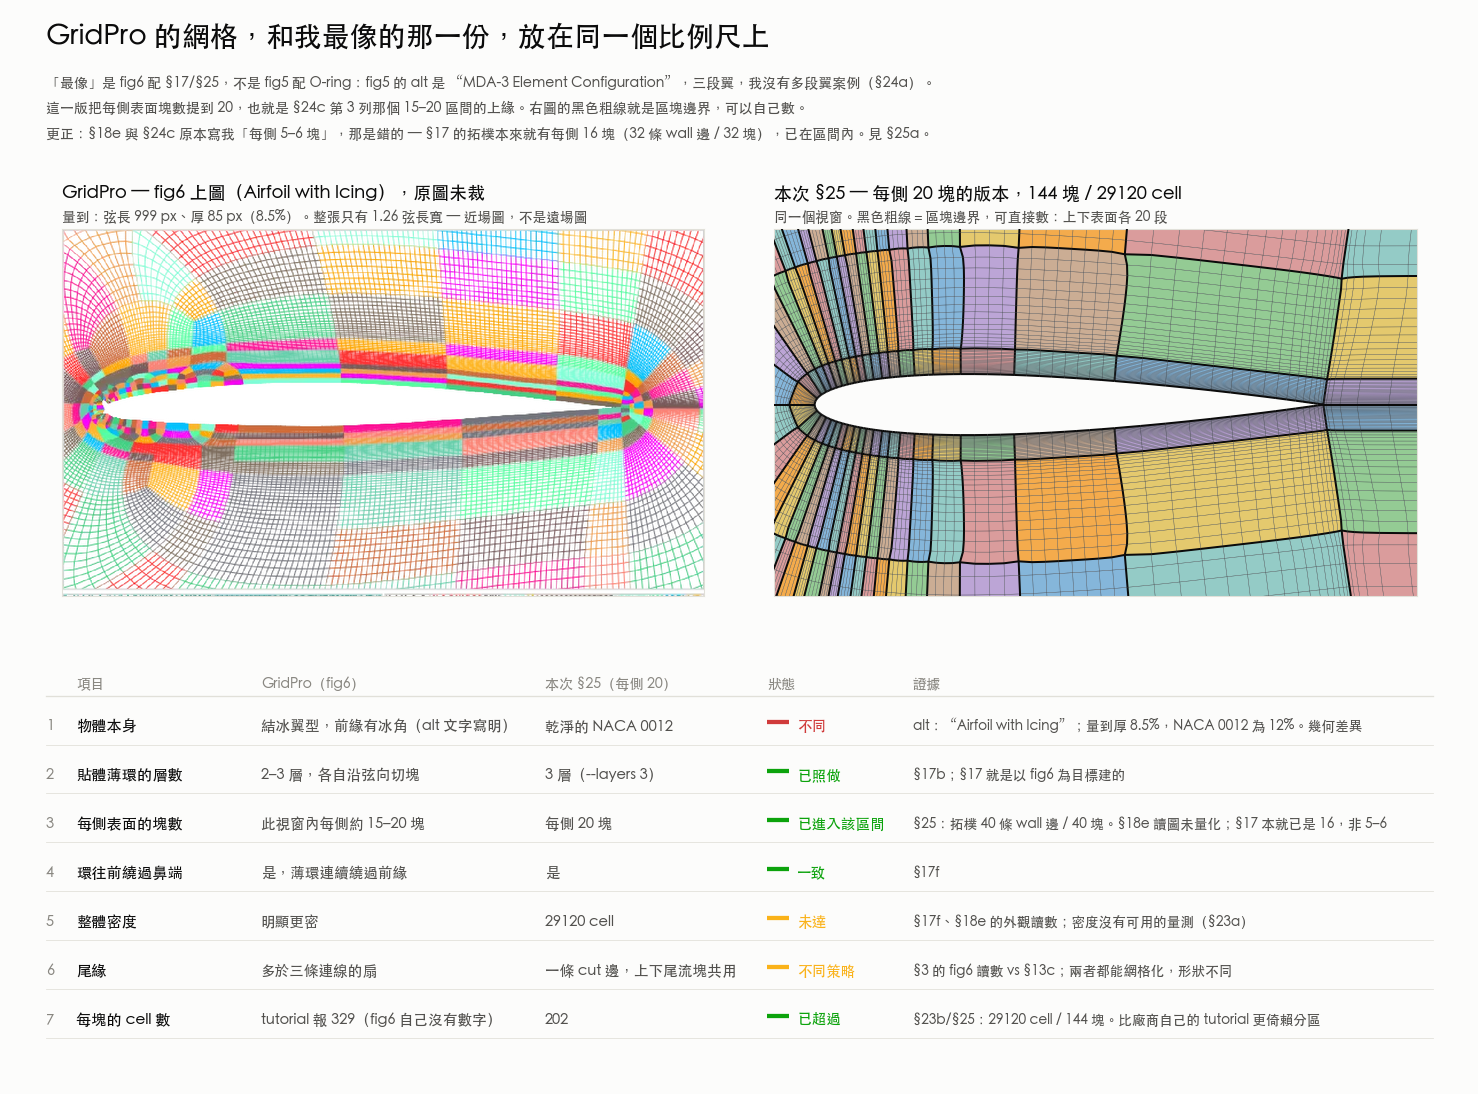 GridPro 的網格，和我最像的那一份，放在同一個比例尺上
「最像」是 fig6 配 §17/§25，不是 fig5 配 O-ring：fig5 的 alt 是 “MDA-3 Element Configuration” ，三段翼，我沒有多段翼案例（§24a）。
這一版把每側表面塊數提到 20，也就是 §24c 第 3 列那個 15–20 區間的上緣。右圖的黑色粗線就是區塊邊界，可以自己數。
更正：§18e 與 §24c 原本寫我「每側 5–6 塊」，那是錯的 — §17 的拓樸本來就有每側 16 塊（32 條 wall 邊 / 32 塊），已在區間內。見 §25a。
GridPro — fig6 上圖（Airfoil with Icing），原圖未裁
量到：弦長 999 px、厚 85 px（8.5%）。整張只有 1.26 弦長寬 — 近場圖，不是遠場圖
本次 §25 — 每側 20 塊的版本，144 塊 / 29120 cell
同一個視窗。黑色粗線＝區塊邊界，可直接數：上下表面各 20 段
項目 GridPro（fig6） 本次 §25（每側 20） 狀態 證據
1 物體本身 結冰翼型，前緣有冰角（alt 文字寫明） 乾淨的 NACA 0012 不同 alt：“Airfoil with Icing” ；量到厚 8.5%，NACA 0012 為 12%。幾何差異
2 貼體薄環的層數 2–3 層，各自沿弦向切塊 3 層（--layers 3） 已照做 §17b；§17 就是以 fig6 為目標建的
3 每側表面的塊數 此視窗內每側約 15–20 塊 每側 20 塊 已進入該區間 §25：拓樸 40 條 wall 邊 / 40 塊。§18e 讀圖未量化；§17 本就已是 16，非 5–6
4 環往前繞過鼻端 是，薄環連續繞過前緣 是 一致 §17f
5 整體密度 明顯更密 29120 cell 未達 §17f、§18e 的外觀讀數；密度沒有可用的量測（§23a）
6 尾緣 多於三條連線的扇 一條 cut 邊，上下尾流塊共用 不同策略 §3 的 fig6 讀數 vs §13c；兩者都能網格化，形狀不同
7 每塊的 cell 數 tutorial 報 329（fig6 自己沒有數字） 202 已超過 §23b/§25：29120 cell / 144 塊。比廠商自己的 tutorial 更倚賴分區